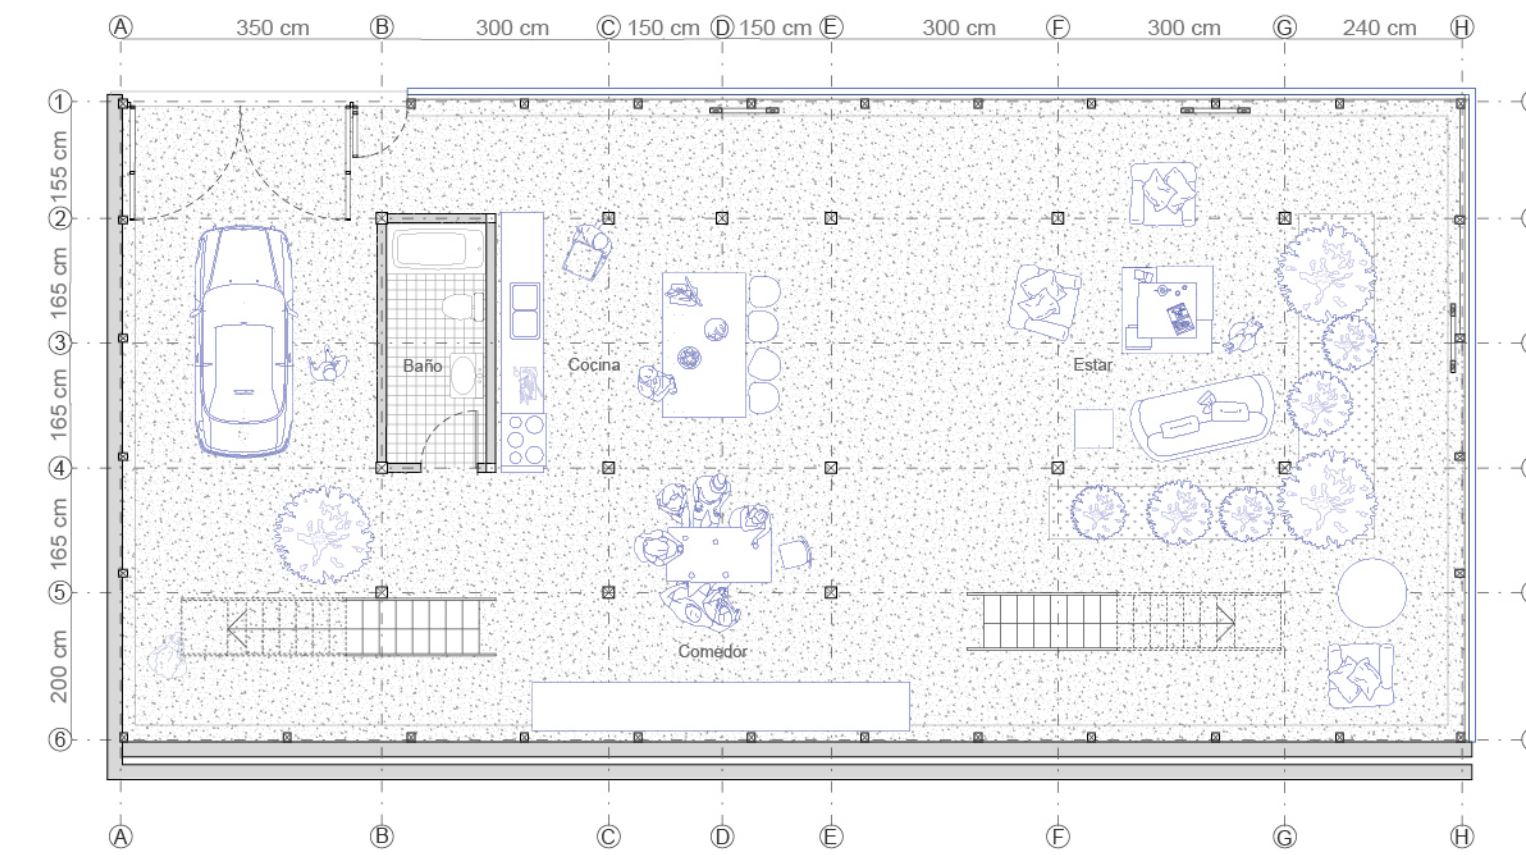 A B C D E F G H
350 cm 300 cm 150 cm 150 cm 300 cm 300 cm 240 cm
1
155 cm
2
165 cm
3
Baño Cocina Estar
165 cm
4
165 cm
5
Comedor
200 cm
6
A B C D E F G H